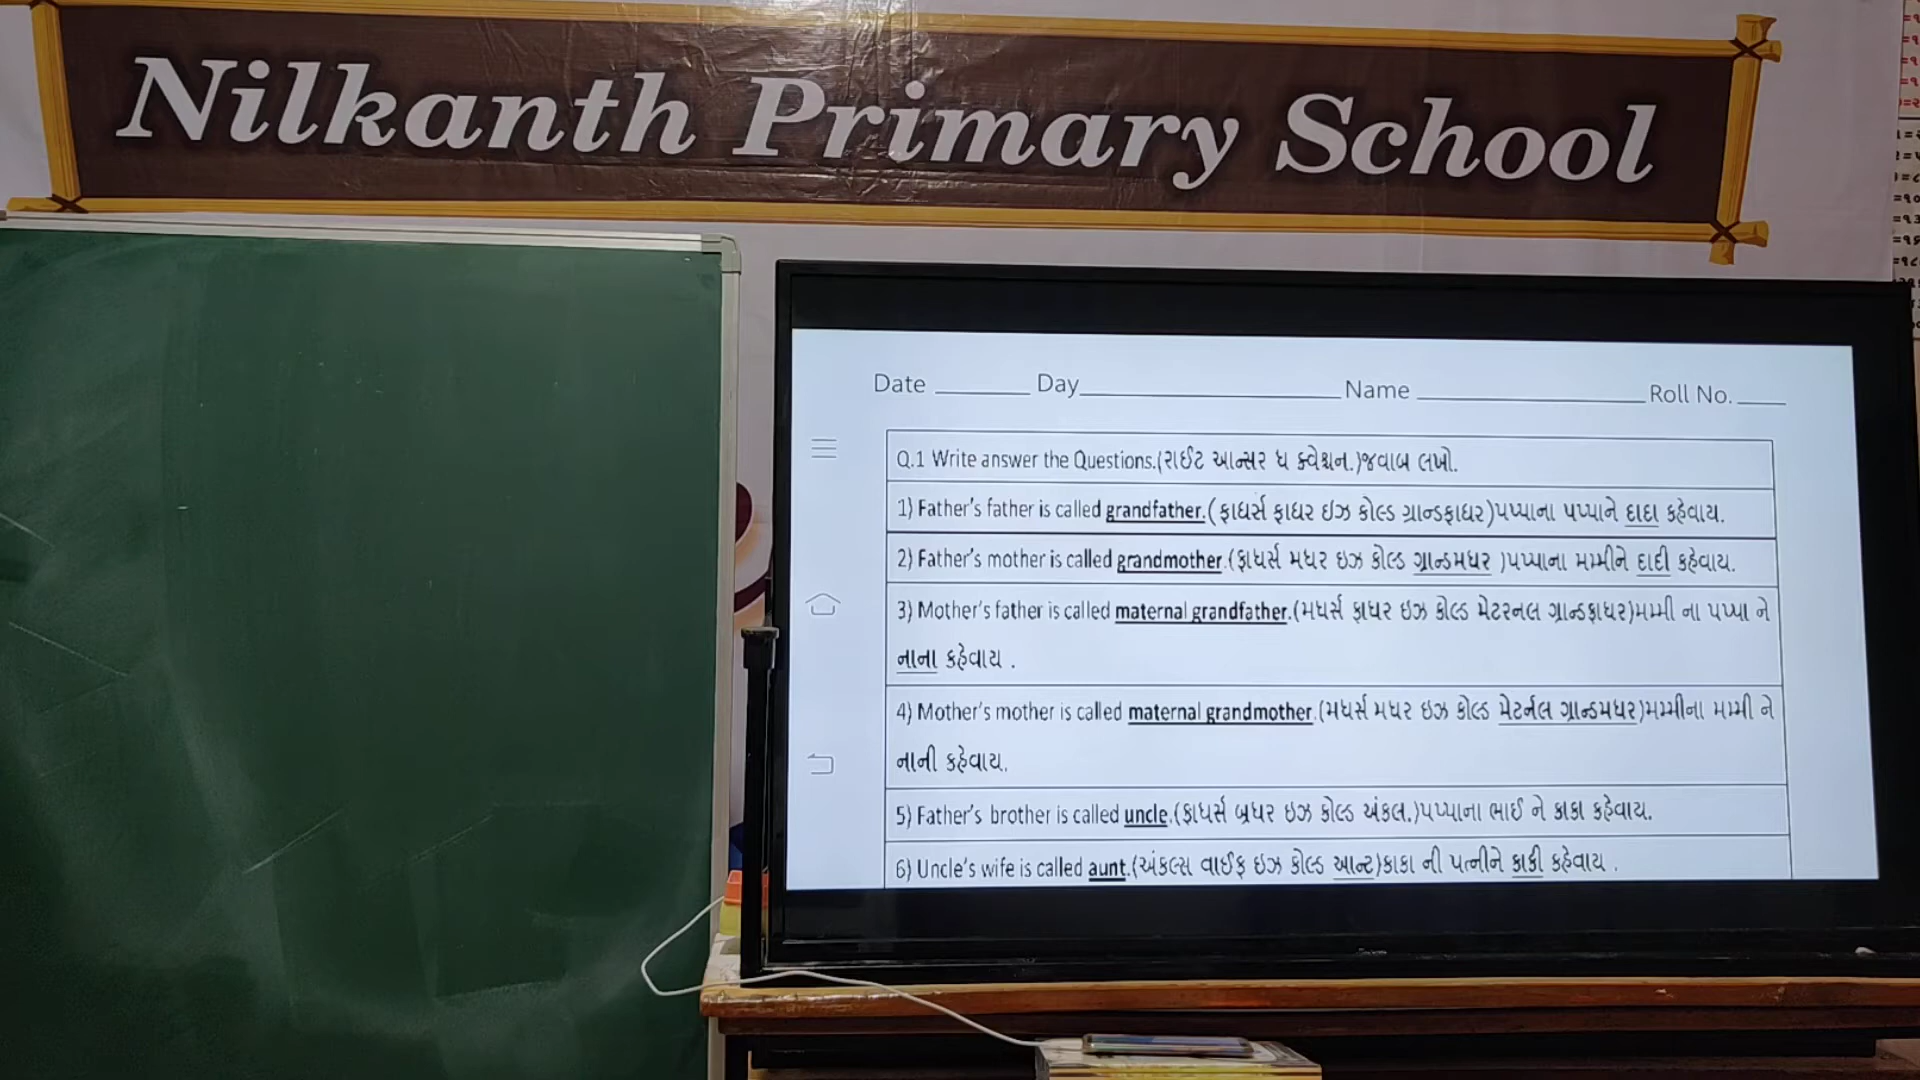 Nilkanth Primary School
Date ______ Day__________________ Name ________________ Roll No. ___
Q.1 Write answer the Questions.(રાઈટ આન્સર ધ ક્વેશ્ચન.)જવાબ લખો.
1) Father's father is called grandfather.(ફાધર્સ ફાધર ઇઝ કોલ્ડ ગ્રાન્ડફાધર)પપ્પાના પપ્પાને દાદા કહેવાય.
2) Father's mother is called grandmother.(ફાધર્સ મધર ઇઝ કોલ્ડ ગ્રાન્ડમધર )પપ્પાના મમ્મીને દાદી કહેવાય.
3) Mother's father is called maternal grandfather.(મધર્સ ફાધર ઇઝ કોલ્ડ મેટરનલ ગ્રાન્ડફાધર)મમ્મી ના પપ્પા ને
નાના કહેવાય .
4) Mother's mother is called maternal grandmother.(મધર્સ મધર ઇઝ કોલ્ડ મેટર્નલ ગ્રાન્ડમધર)મમ્મીના મમ્મી ને
નાની કહેવાય.
5) Father's brother is called uncle.(ફાધર્સ બ્રધર ઇઝ કોલ્ડ અંકલ.)પપ્પાના ભાઈ ને કાકા કહેવાય.
6) Uncle's wife is called aunt.(અંકલ્સ વાઈફ ઇઝ કોલ્ડ આન્ટ)કાકા ની પત્નીને કાકી કહેવાય .